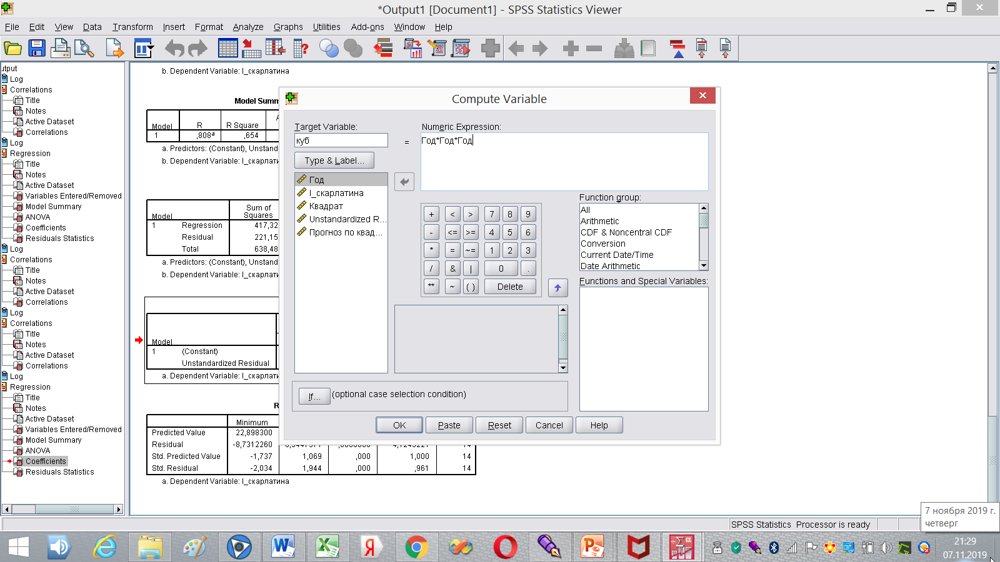 *Output1 [Document1] - SPSS Statistics Viewer
File Edit View Data Transform Insert Format Analyze Graphs Utilities Add-ons Window Help
Log
Correlations
Title
Notes
Active Dataset
Correlations
Log
Regression
Title
Notes
Active Dataset
Variables Entered/Removed
Model Summary
ANOVA
Coefficients
Residuals Statistics
Log
Correlations
Title
Notes
Active Dataset
Correlations
Log
Correlations
Title
Notes
Active Dataset
Correlations
Log
Regression
Title
Notes
Active Dataset
Variables Entered/Removed
Model Summary
ANOVA
Coefficients
Residuals Statistics
b. Dependent Variable: I_скарлатина
Model Summ
Model R R Square
1 ,808ª ,654
a. Predictors: (Constant), Unstand
b. Dependent Variable: I_скарлати
Model Sum of Squares
1 Regression 417,32
Residual 221,15
Total 638,48
a. Predictors: (Constant), Unstand
b. Dependent Variable: I_скарлати
Model
1 (Constant)
Unstandardized Residual
a. Dependent Variable: I_скарлати
R
Minimum
Predicted Value 22,898300
Residual -8,7312260
Std. Predicted Value -1,737 1,069 ,000 1,000 14
Std. Residual -2,034 1,944 ,000 ,961 14
a. Dependent Variable: I_скарлатина
Compute Variable
Target Variable:
куб
=
Numeric Expression:
Год*Год*Год
Type & Label...
Год
I_скарлатина
Квадрат
Unstandardized R...
Прогноз по квад...
+ < > 7 8 9
- <= >= 4 5 6
* = ~= 1 2 3
/ & | 0 .
** ~ ( ) Delete
Function group:
All
Arithmetic
CDF & Noncentral CDF
Conversion
Current Date/Time
Date Arithmetic
Functions and Special Variables:
If... (optional case selection condition)
OK Paste Reset Cancel Help
SPSS Statistics Processor is ready
7 ноября 2019 г.
четверг
21:29
07.11.2019